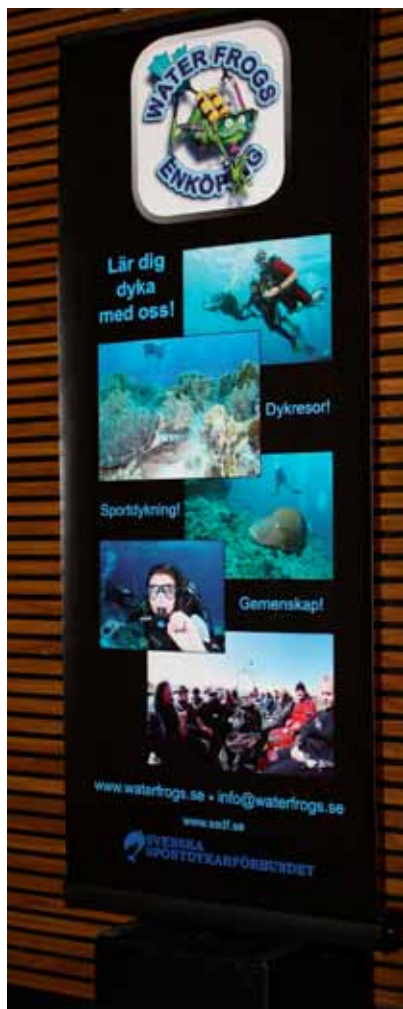 WATER FROGS
ENKÖPING
Lär dig
dyka
med oss!
Dykresor!
Sportdykning!
Gemenskap!
www.waterfrogs.se • info@waterfrogs.se
www.ssdf.se
SVENSKA
SPORTDYKARFÖRBUNDET